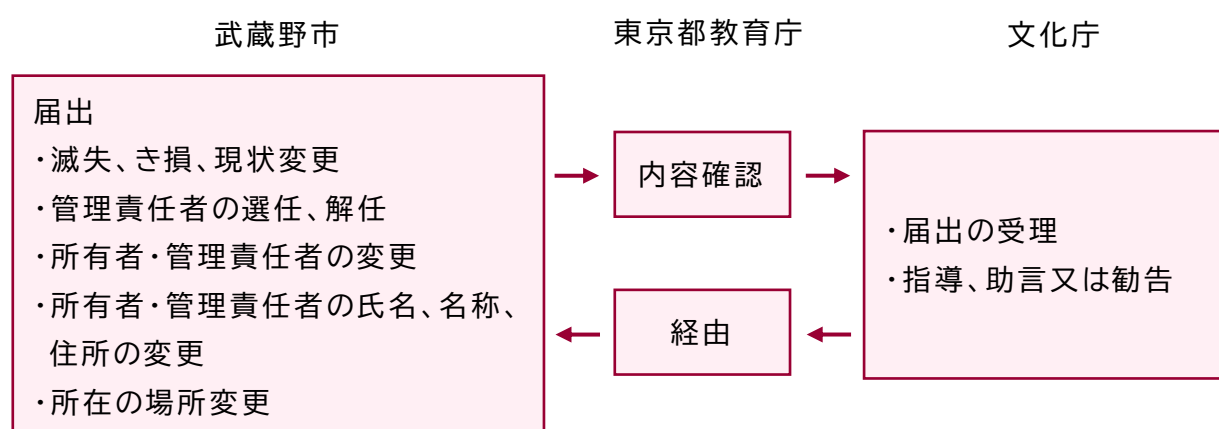 武蔵野市
東京都教育庁
文化庁
届出
・滅失、き損、現状変更
・管理責任者の選任、解任
・所有者・管理責任者の変更
・所有者・管理責任者の氏名、名称、
住所の変更
・所在の場所変更
内容確認
経由
・届出の受理
・指導、助言又は勧告